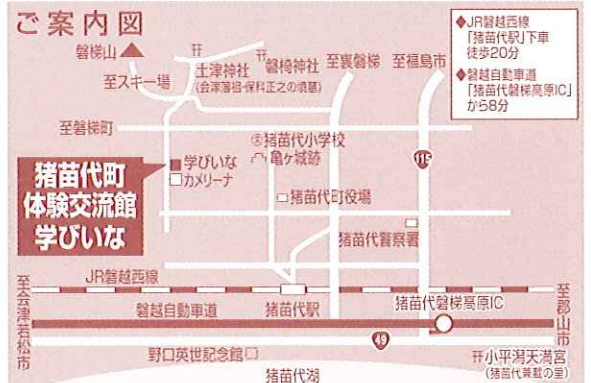 ご案内図
◆JR磐越西線
「猪苗代駅」下車
徒歩20分
◆磐越自動車道
「猪苗代磐梯高原IC」
から8分
磐梯山
土津神社
(会津藩祖・保科正之の墳墓)
磐椅神社
至裏磐梯
至福島市
至スキー場
至磐梯町
猪苗代小学校
亀ヶ城跡
115
学びいな
カメリーナ
猪苗代町
体験交流館
学びいな
猪苗代町役場
猪苗代警察署
JR磐越西線
至会津若松市
磐越自動車道
猪苗代駅
猪苗代磐梯高原IC
至郡山市
49
野口英世記念館
小平潟天満宮
(猪苗代兼載の里)
猪苗代湖